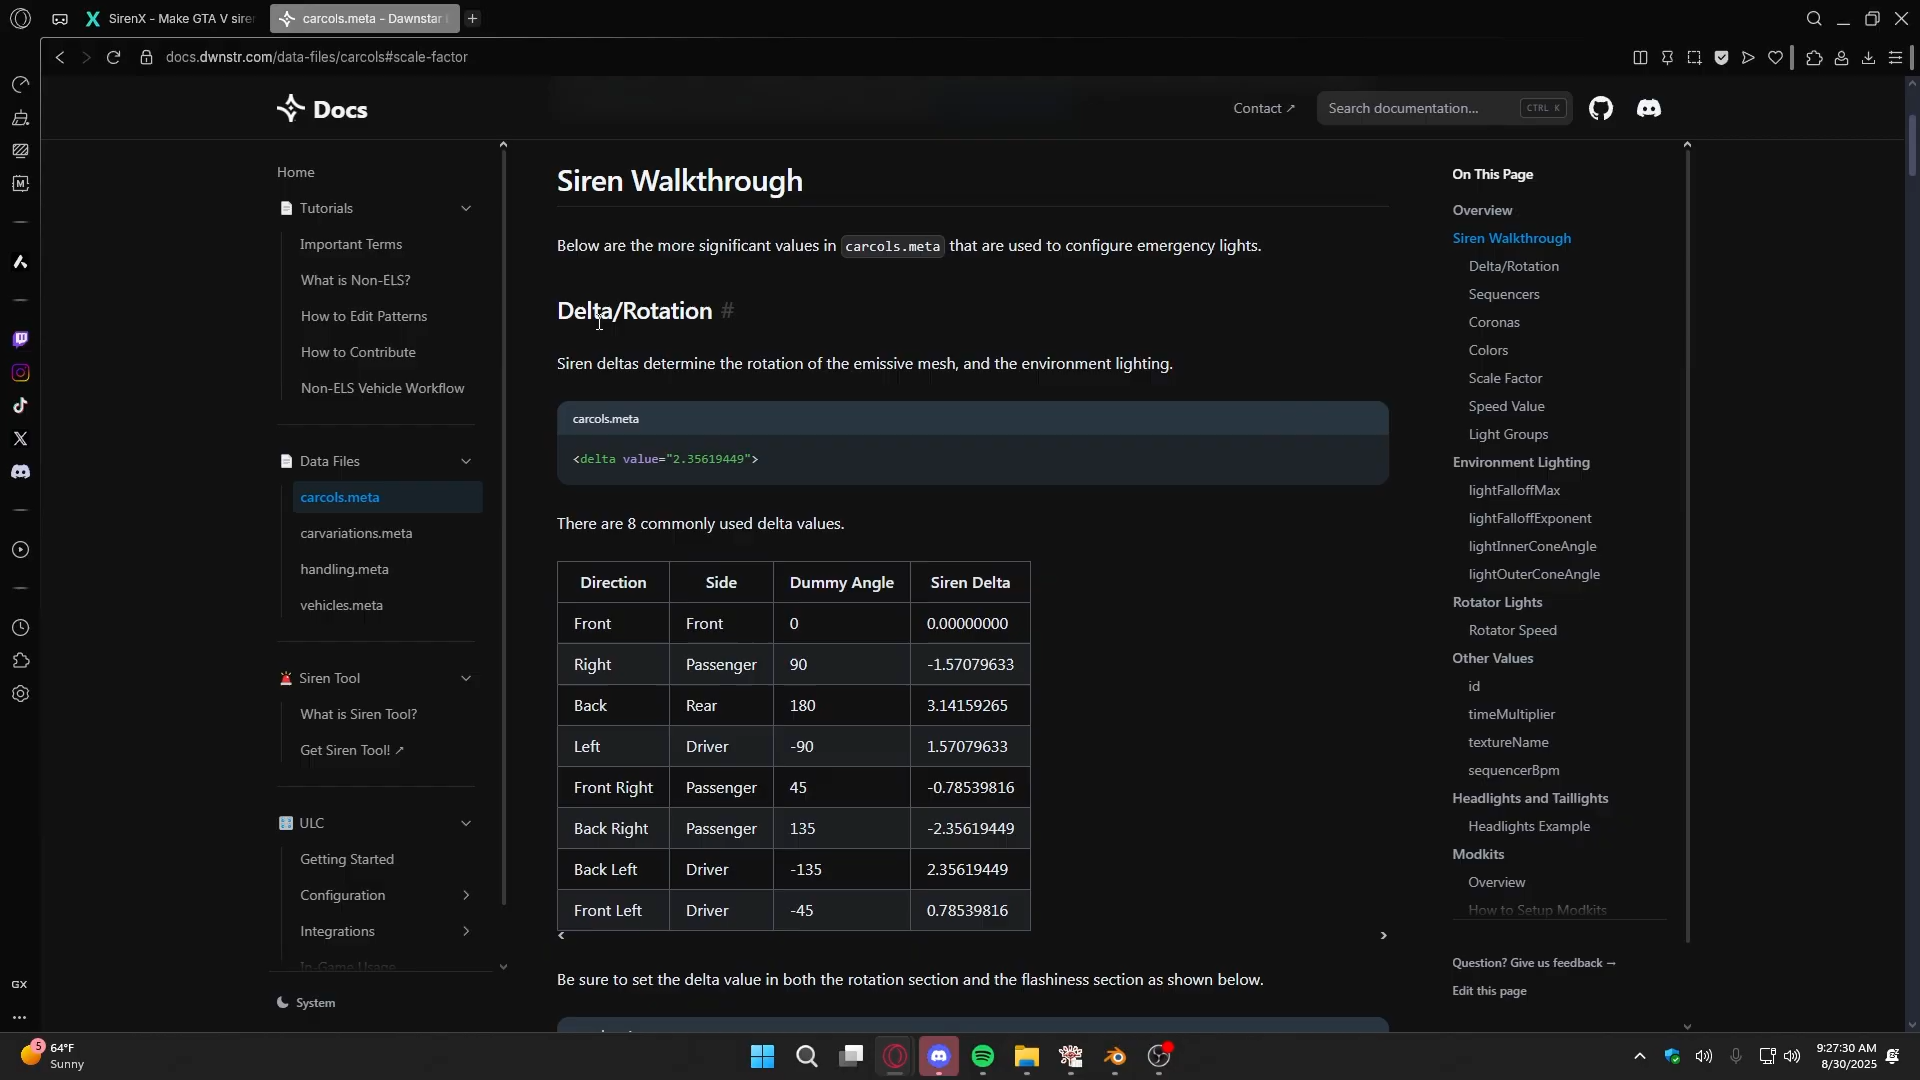 SirenX - Make GTA V siren
carcols.meta - Dawnstar
docs.dwnstr.com/data-files/carcols#scale-factor
Docs
Contact ↗
Search documentation...
CTRL K
Home
Tutorials
Important Terms
What is Non-ELS?
How to Edit Patterns
How to Contribute
Non-ELS Vehicle Workflow
Data Files
carcols.meta
carvariations.meta
handling.meta
vehicles.meta
Siren Tool
What is Siren Tool?
Get Siren Tool! ↗
ULC
Getting Started
Configuration
Integrations
In-Game Usage
System
Siren Walkthrough
Below are the more significant values in carcols.meta that are used to configure emergency lights.
Delta/Rotation #
Siren deltas determine the rotation of the emissive mesh, and the environment lighting.
carcols.meta
<delta value="2.35619449">
There are 8 commonly used delta values.
Direction Side Dummy Angle Siren Delta
Front Front 0 0.00000000
Right Passenger 90 -1.57079633
Back Rear 180 3.14159265
Left Driver -90 1.57079633
Front Right Passenger 45 -0.78539816
Back Right Passenger 135 -2.35619449
Back Left Driver -135 2.35619449
Front Left Driver -45 0.78539816
Be sure to set the delta value in both the rotation section and the flashiness section as shown below.
On This Page
Overview
Siren Walkthrough
Delta/Rotation
Sequencers
Coronas
Colors
Scale Factor
Speed Value
Light Groups
Environment Lighting
lightFalloffMax
lightFalloffExponent
lightInnerConeAngle
lightOuterConeAngle
Rotator Lights
Rotator Speed
Other Values
id
timeMultiplier
textureName
sequencerBpm
Headlights and Taillights
Headlights Example
Modkits
Overview
How to Setup Modkits
Question? Give us feedback →
Edit this page
GX
5
64°F
Sunny
9:27:30 AM
8/30/2025